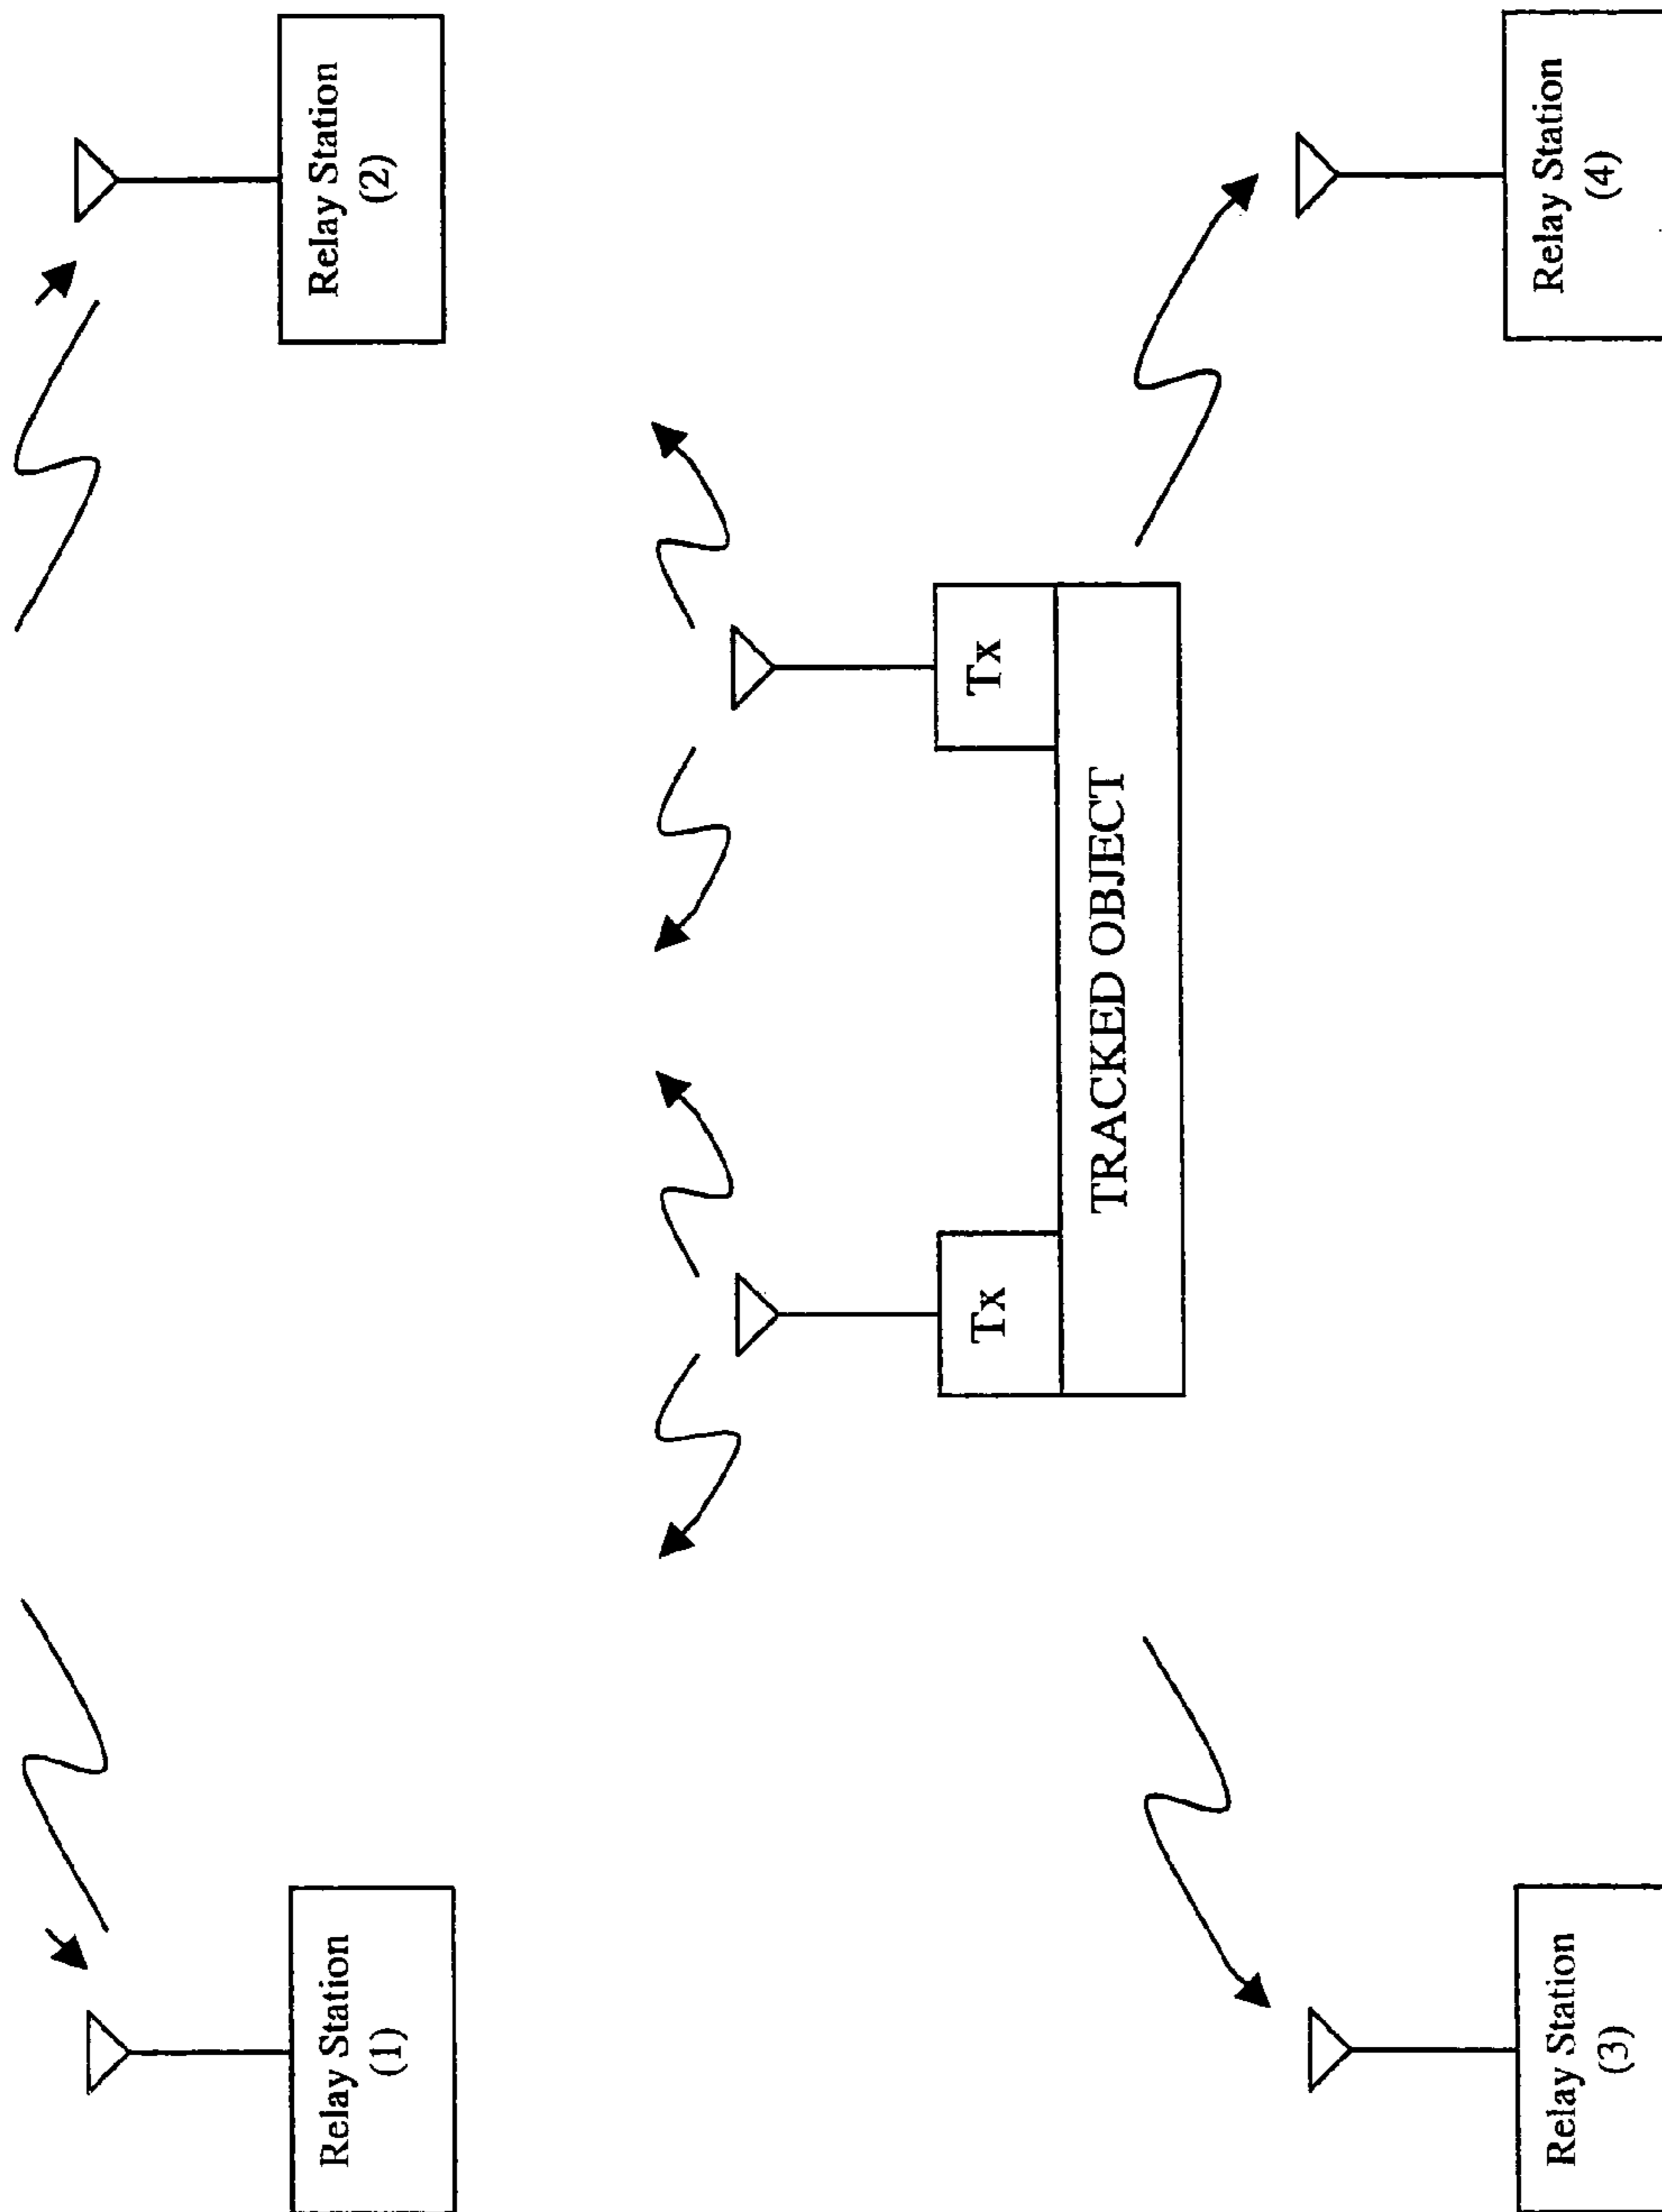 Relay Station
(1)
Relay Station
(2)
Tx
Tx
TRACKED OBJECT
Relay Station
(3)
Relay Station
(4)